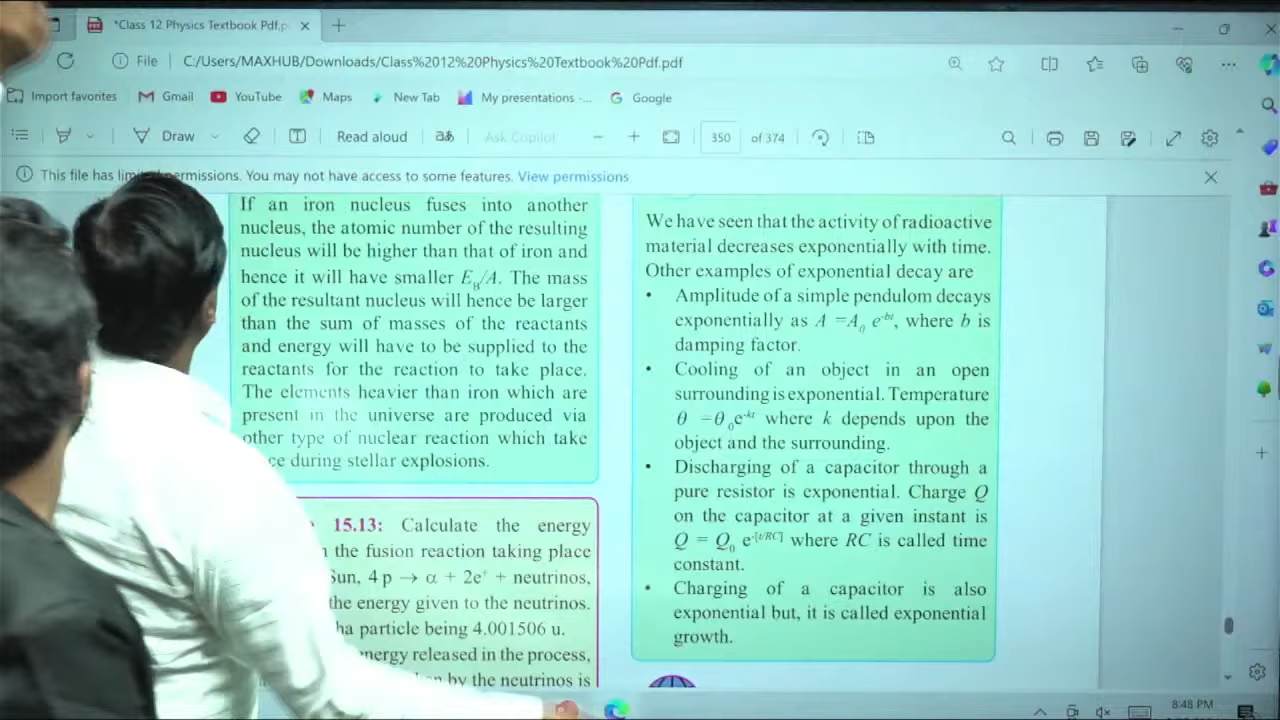 *Class 12 Physics Textbook Pdf.p
File
C:/Users/MAXHUB/Downloads/Class%2012%20Physics%20Textbook%20Pdf.pdf
Import favorites Gmail YouTube Maps New Tab My presentations -... Google
Draw Read aloud Ask Copilot 350 of 374
This file has limited permissions. You may not have access to some features. View permissions
If an iron nucleus fuses into another
nucleus, the atomic number of the resulting
nucleus will be higher than that of iron and
hence it will have smaller E_B/A. The mass
of the resultant nucleus will hence be larger
than the sum of masses of the reactants
and energy will have to be supplied to the
reactants for the reaction to take place.
The elements heavier than iron which are
present in the universe are produced via
other type of nuclear reaction which take
ce during stellar explosions.
15.13: Calculate the energy
n the fusion reaction taking place
Sun, 4 p → α + 2e⁺ + neutrinos,
the energy given to the neutrinos.
ha particle being 4.001506 u.
energy released in the process,
by the neutrinos is
We have seen that the activity of radioactive
material decreases exponentially with time.
Other examples of exponential decay are
• Amplitude of a simple pendulom decays
exponentially as A =A₀ e^-bt, where b is
damping factor.
• Cooling of an object in an open
surrounding is exponential. Temperature
θ =θ₀e^-kt where k depends upon the
object and the surrounding.
• Discharging of a capacitor through a
pure resistor is exponential. Charge Q
on the capacitor at a given instant is
Q = Q₀ e^-[t/RC] where RC is called time
constant.
• Charging of a capacitor is also
exponential but, it is called exponential
growth.
8:48 PM